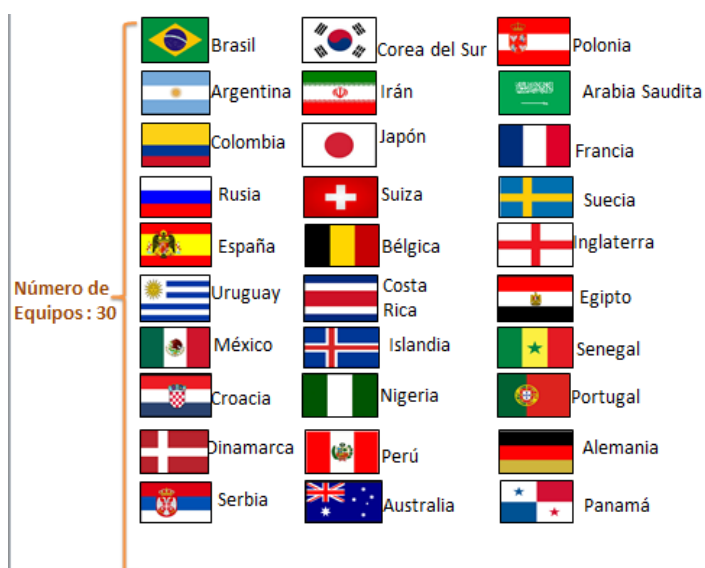 Brasil
Corea del Sur
Polonia
Argentina
Irán
Arabia Saudita
Colombia
Japón
Francia
Rusia
Suiza
Suecia
España
Bélgica
Inglaterra
Número de
Equipos: 30
Uruguay
Costa
Rica
Egipto
México
Islandia
Senegal
Croacia
Nigeria
Portugal
Dinamarca
Perú
Alemania
Serbia
Australia
Panamá